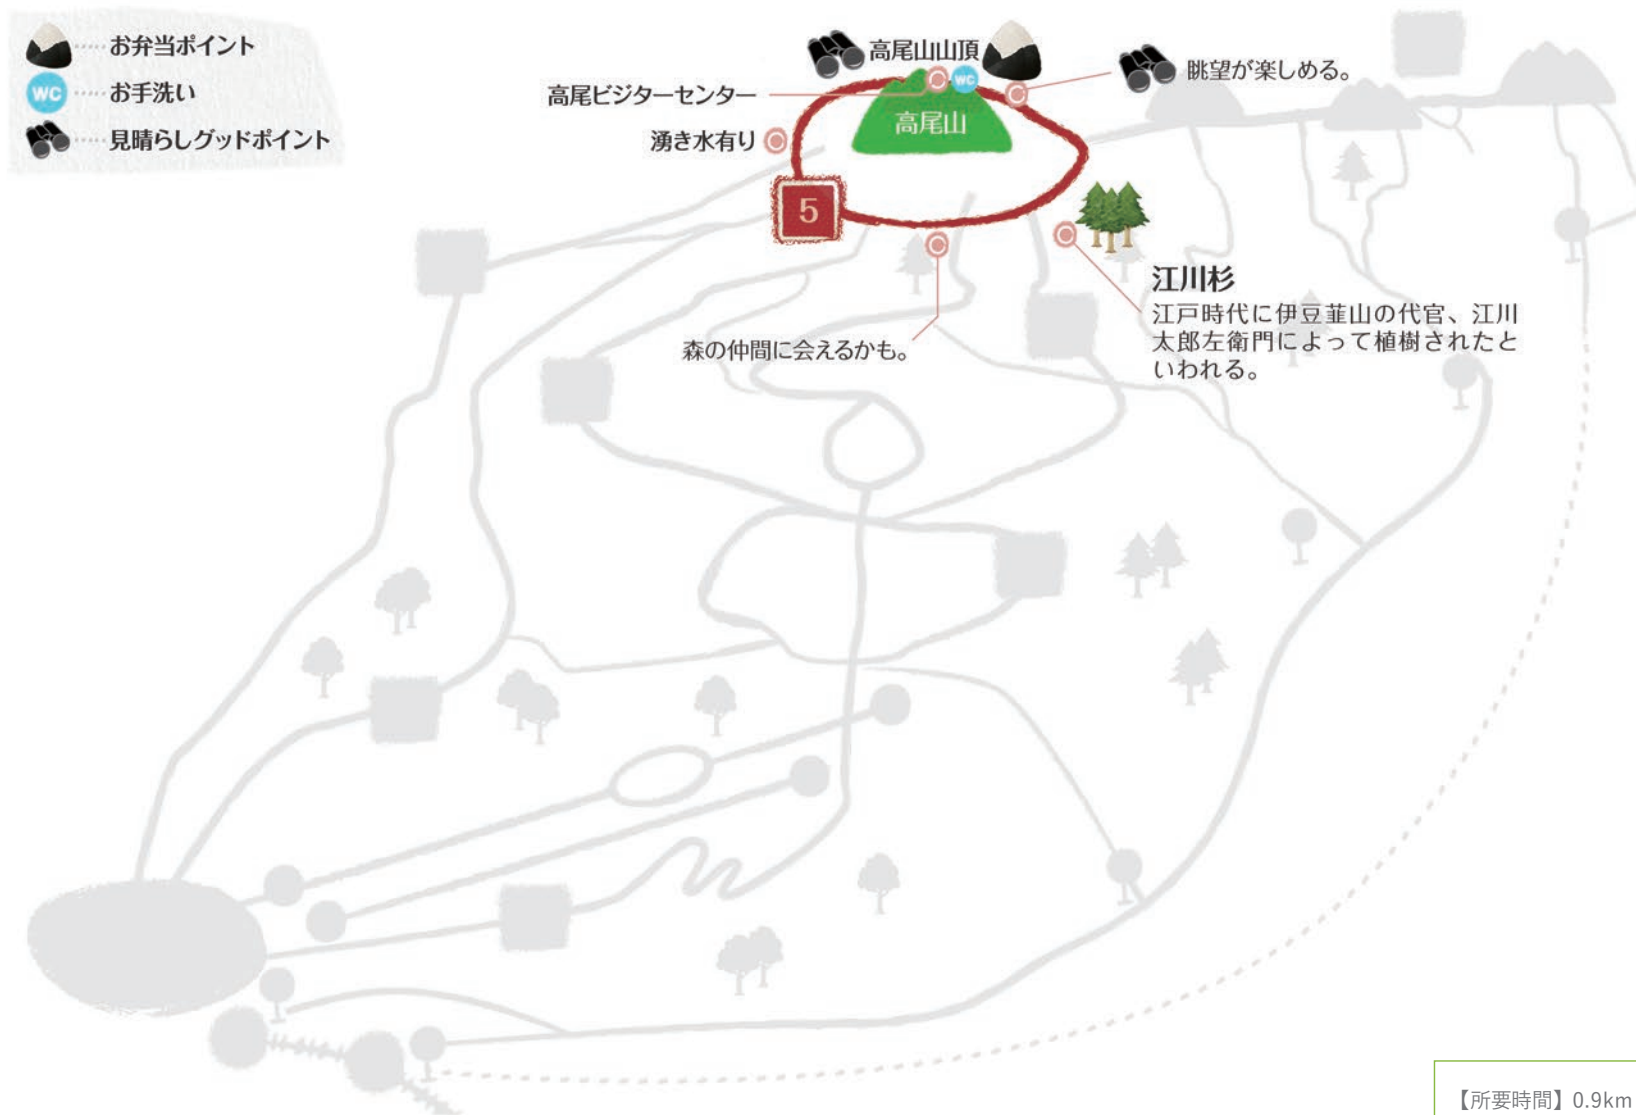 お弁当ポイント
WC お手洗い
見晴らしグッドポイント
高尾山山頂
WC
眺望が楽しめる。
高尾ビジターセンター
高尾山
湧き水有り
5
江川杉
江戸時代に伊豆韮山の代官、江川
太郎左衛門によって植樹されたと
いわれる。
森の仲間に会えるかも。
【所要時間】0.9km